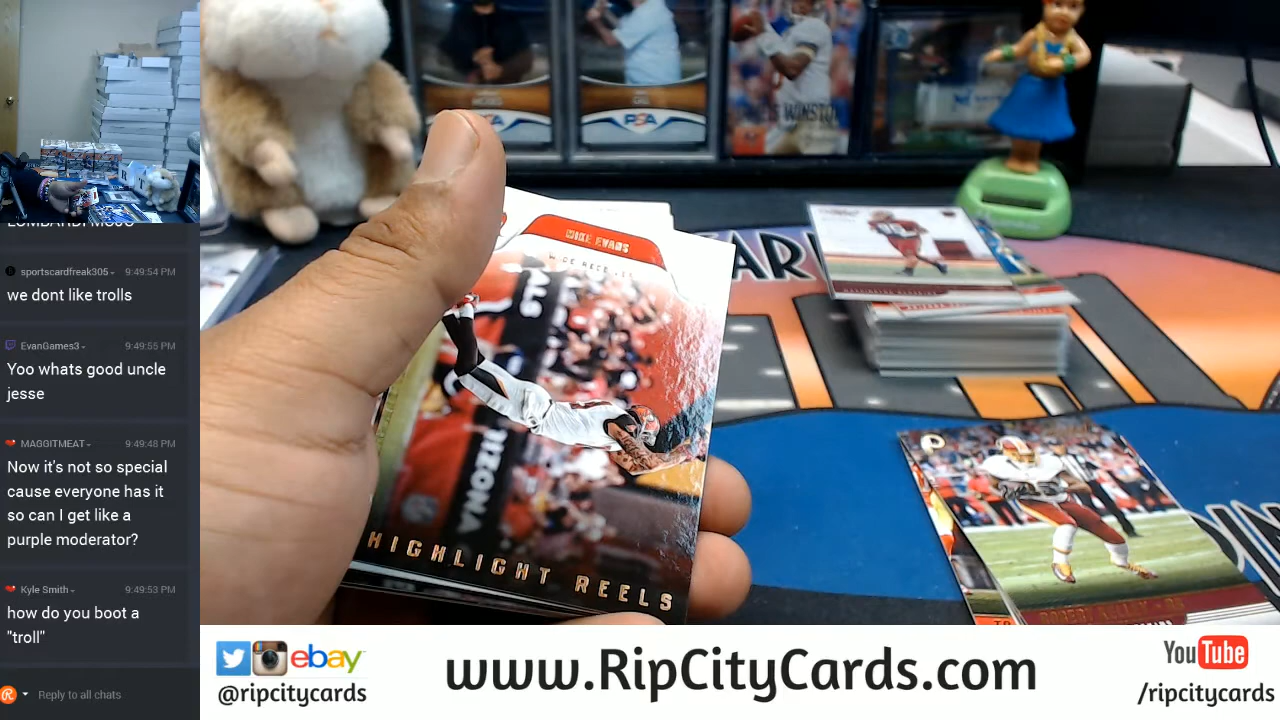 LOMBARDI MOJO
sportscardfreak305 9:49:54 PM
we dont like trolls
EvanGames3 9:49:55 PM
Yoo whats good uncle
jesse
MAGGITMEAT 9:49:48 PM
Now it's not so special
cause everyone has it
so can I get like a
purple moderator?
Kyle Smith 9:49:53 PM
how do you boot a
"troll"
Reply to all chats
PSA
PSA
WINSTON
MIKE EVANS
WIDE RECEIVER
HIGHLIGHT REELS
ebay
@ripcitycards
www.RipCityCards.com
YouTube
/ripcitycards